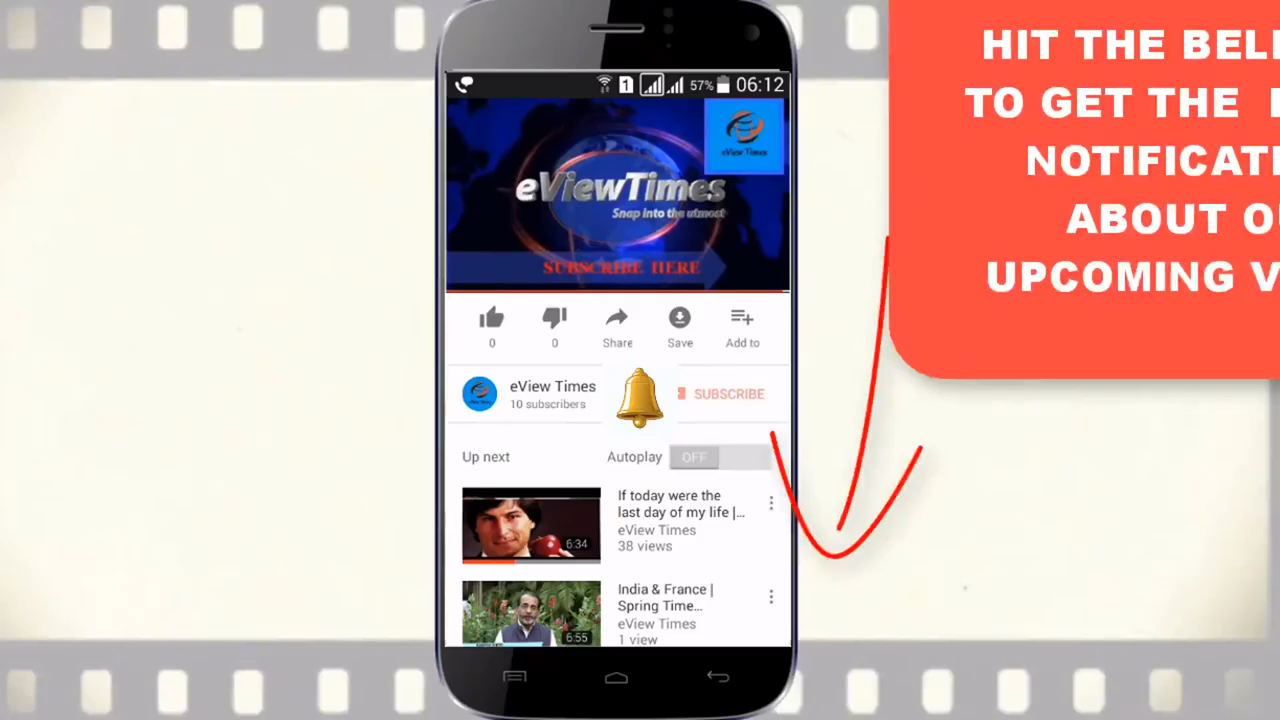 HIT THE BELL
TO GET THE
NOTIFICATI
ABOUT O
UPCOMING V
1 57% 06:12
eView Times
eViewTimes
Snap into the utmost
SUBSCRIBE HERE
0 0 Share Save Add to
eView Times
10 subscribers
SUBSCRIBE
Up next Autoplay OFF
If today were the
last day of my life |...
eView Times
38 views
6:34
India & France |
Spring Time...
eView Times
1 view
6:55